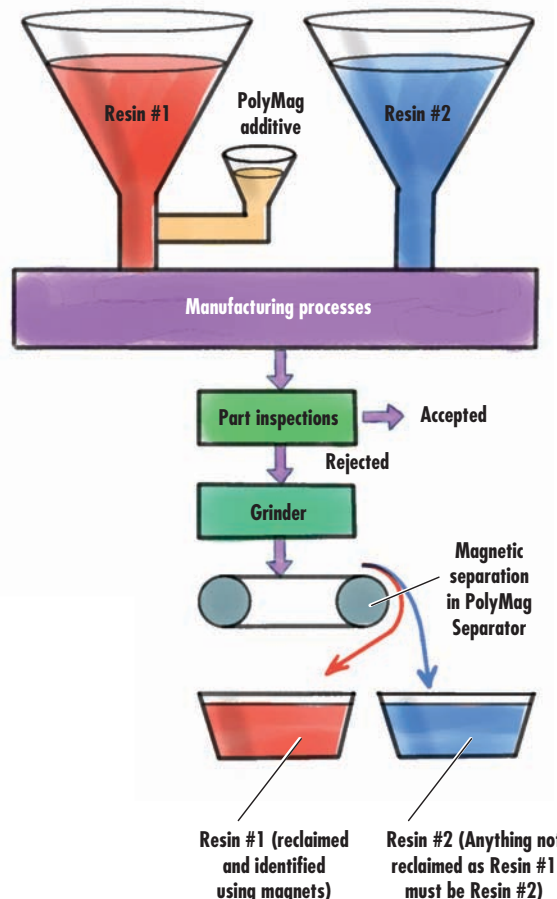 Resin #1
PolyMag
additive
Resin #2
Manufacturing processes
Part inspections
Accepted
Rejected
Grinder
Magnetic
separation
in PolyMag
Separator
Resin #1 (reclaimed
and identified
using magnets)
Resin #2 (Anything not
reclaimed as Resin #1
must be Resin #2)